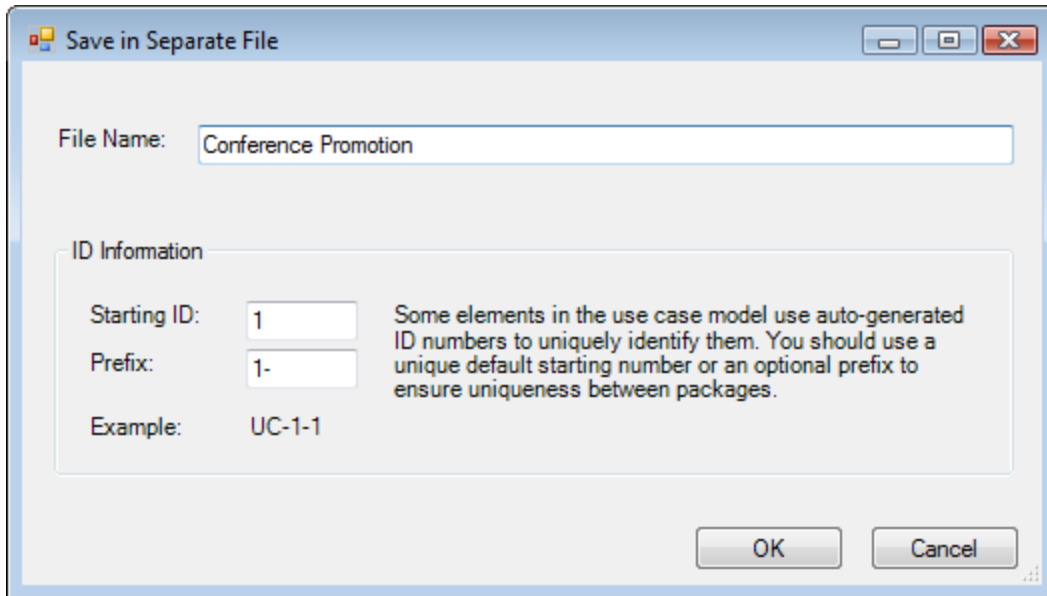 Save in Separate File
File Name: Conference Promotion
ID Information
Starting ID: 1
Prefix: 1-
Example: UC-1-1
Some elements in the use case model use auto-generated
ID numbers to uniquely identify them. You should use a
unique default starting number or an optional prefix to
ensure uniqueness between packages.
OK Cancel